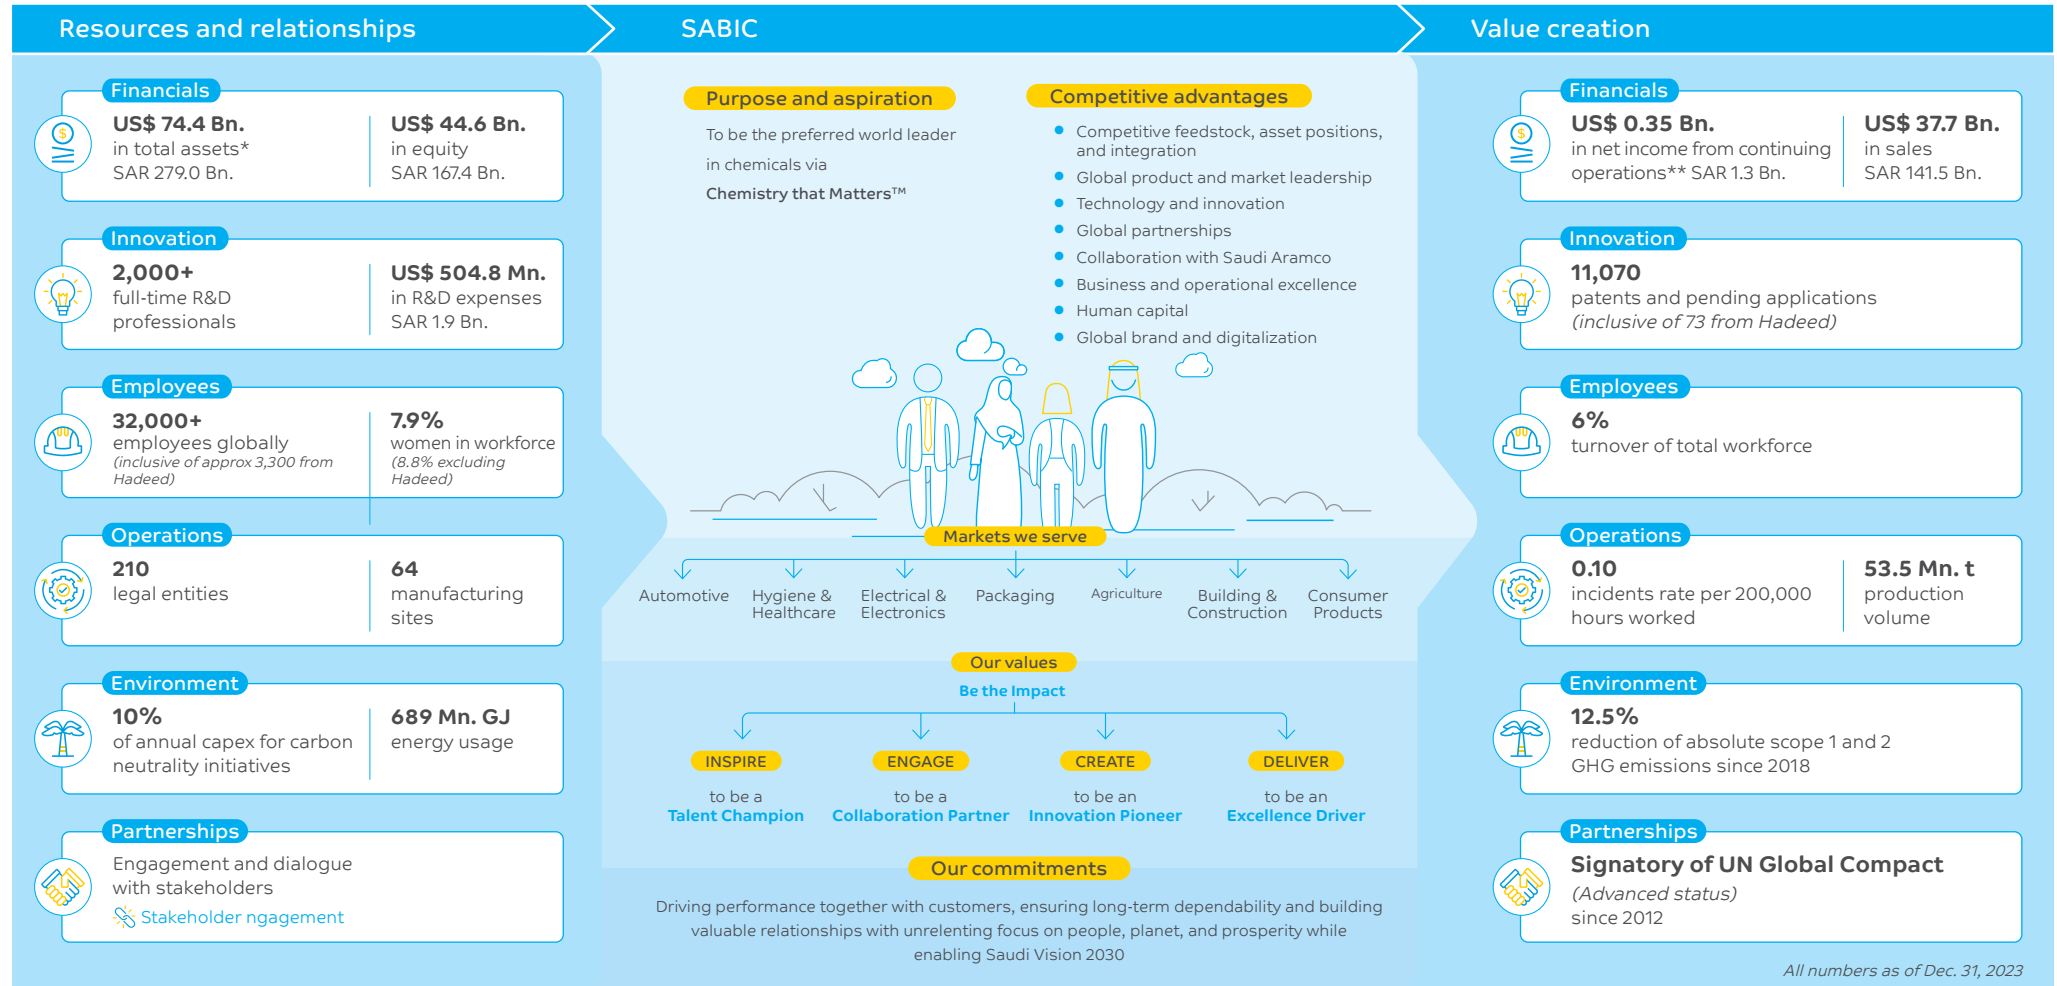 Resources and relationships
Financials
US$ 74.4 Bn.
in total assets*
SAR 279.0 Bn.
US$ 44.6 Bn.
in equity
SAR 167.4 Bn.
Innovation
2,000+
full-time R&D
professionals
US$ 504.8 Mn.
in R&D expenses
SAR 1.9 Bn.
Employees
32,000+
employees globally
(inclusive of approx 3,300 from
Hadeed)
7.9%
women in workforce
(8.8% excluding
Hadeed)
Operations
210
legal entities
64
manufacturing
sites
Environment
10%
of annual capex for carbon
neutrality initiatives
689 Mn. GJ
energy usage
Partnerships
Engagement and dialogue
with stakeholders
Stakeholder ngagement
SABIC
Purpose and aspiration
To be the preferred world leader
in chemicals via
Chemistry that Matters™
Competitive advantages
Competitive feedstock, asset positions,
and integration
Global product and market leadership
Technology and innovation
Global partnerships
Collaboration with Saudi Aramco
Business and operational excellence
Human capital
Global brand and digitalization
Markets we serve
Automotive
Hygiene &
Healthcare
Electrical &
Electronics
Packaging
Agriculture
Building &
Construction
Consumer
Products
Our values
Be the Impact
INSPIRE
to be a
Talent Champion
ENGAGE
to be a
Collaboration Partner
CREATE
to be an
Innovation Pioneer
DELIVER
to be an
Excellence Driver
Our commitments
Driving performance together with customers, ensuring long-term dependability and building
valuable relationships with unrelenting focus on people, planet, and prosperity while
enabling Saudi Vision 2030
Value creation
Financials
US$ 0.35 Bn.
in net income from continuing
operations** SAR 1.3 Bn.
US$ 37.7 Bn.
in sales
SAR 141.5 Bn.
Innovation
11,070
patents and pending applications
(inclusive of 73 from Hadeed)
Employees
6%
turnover of total workforce
Operations
0.10
incidents rate per 200,000
hours worked
53.5 Mn. t
production
volume
Environment
12.5%
reduction of absolute scope 1 and 2
GHG emissions since 2018
Partnerships
Signatory of UN Global Compact
(Advanced status)
since 2012
All numbers as of Dec. 31, 2023